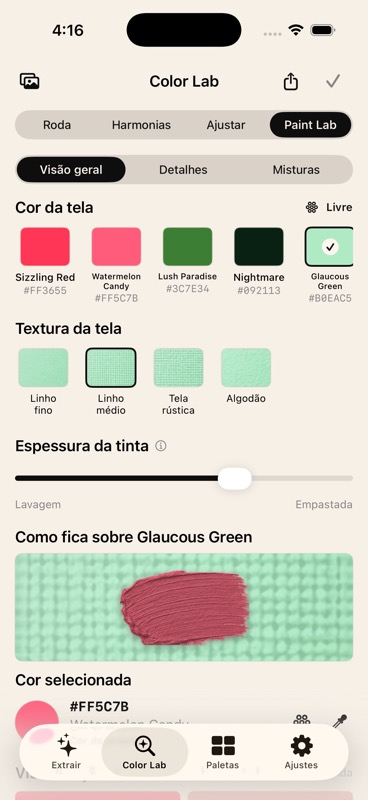 4:16
Color Lab
Roda Harmonias Ajustar Paint Lab
Visão geral Detalhes Misturas
Cor da tela Livre
Sizzling Red
#FF3655
Watermelon
Candy
#FF5C7B
Lush Paradise
#3C7E34
Nightmare
#092113
Glaucous
Green
#B0EAC5
Textura da tela
Linho
fino
Linho
médio
Tela
rústica
Algodão
Espessura da tinta
Lavagem Empastada
Como fica sobre Glaucous Green
Cor selecionada
#FF5C7B
Watermelon Candy
Extrair Color Lab Paletas Ajustes